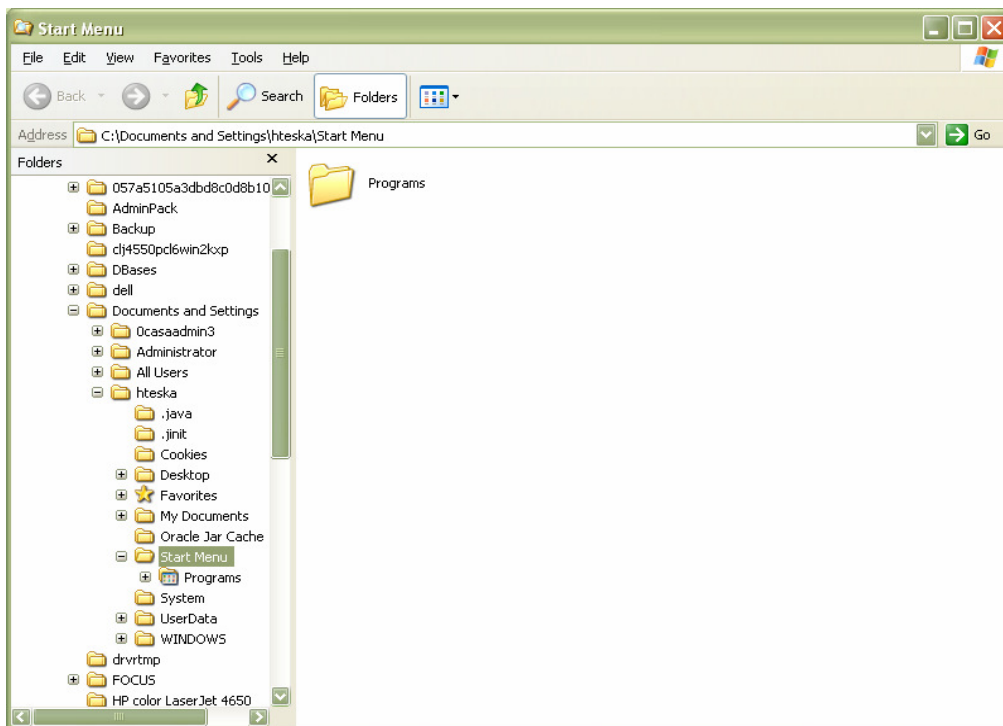 Start Menu
File Edit View Favorites Tools Help
Back Search Folders
Address C:\Documents and Settings\hteska\Start Menu Go
Folders
057a5105a3dbd8c0d8b10
AdminPack
Backup
clj4550pcl6win2kxp
DBases
dell
Documents and Settings
0casaadmin3
Administrator
All Users
hteska
.java
.jinit
Cookies
Desktop
Favorites
My Documents
Oracle Jar Cache
Start Menu
Programs
System
UserData
WINDOWS
drvrtmp
FOCUS
HP color LaserJet 4650
Programs